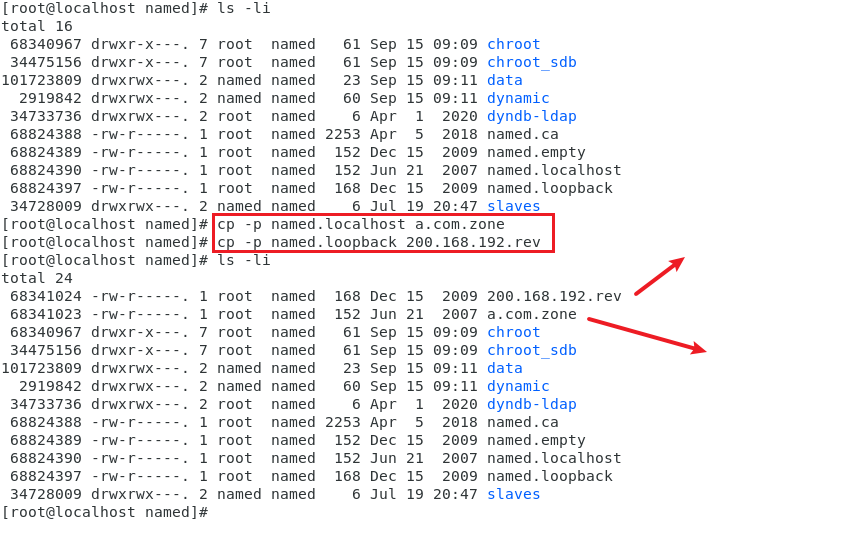 [root@localhost named]# ls -li
total 16
 68340967 drwxr-x---. 7 root  named   61 Sep 15 09:09 chroot
 34475156 drwxr-x---. 7 root  named   61 Sep 15 09:09 chroot_sdb
101723809 drwxrwx---. 2 named named   23 Sep 15 09:11 data
  2919842 drwxrwx---. 2 named named   60 Sep 15 09:11 dynamic
 34733736 drwxrwx---. 2 root  named    6 Apr  1  2020 dyndb-ldap
 68824388 -rw-r-----. 1 root  named 2253 Apr  5  2018 named.ca
 68824389 -rw-r-----. 1 root  named  152 Dec 15  2009 named.empty
 68824390 -rw-r-----. 1 root  named  152 Jun 21  2007 named.localhost
 68824397 -rw-r-----. 1 root  named  168 Dec 15  2009 named.loopback
 34728009 drwxrwx---. 2 named named    6 Jul 19 20:47 slaves
[root@localhost named]# cp -p named.localhost a.com.zone
[root@localhost named]# cp -p named.loopback 200.168.192.rev
[root@localhost named]# ls -li
total 24
 68341024 -rw-r-----. 1 root  named  168 Dec 15  2009 200.168.192.rev
 68341023 -rw-r-----. 1 root  named  152 Jun 21  2007 a.com.zone
 68340967 drwxr-x---. 7 root  named   61 Sep 15 09:09 chroot
 34475156 drwxr-x---. 7 root  named   61 Sep 15 09:09 chroot_sdb
101723809 drwxrwx---. 2 named named   23 Sep 15 09:11 data
  2919842 drwxrwx---. 2 named named   60 Sep 15 09:11 dynamic
 34733736 drwxrwx---. 2 root  named    6 Apr  1  2020 dyndb-ldap
 68824388 -rw-r-----. 1 root  named 2253 Apr  5  2018 named.ca
 68824389 -rw-r-----. 1 root  named  152 Dec 15  2009 named.empty
 68824390 -rw-r-----. 1 root  named  152 Jun 21  2007 named.localhost
 68824397 -rw-r-----. 1 root  named  168 Dec 15  2009 named.loopback
 34728009 drwxrwx---. 2 named named    6 Jul 19 20:47 slaves
[root@localhost named]#